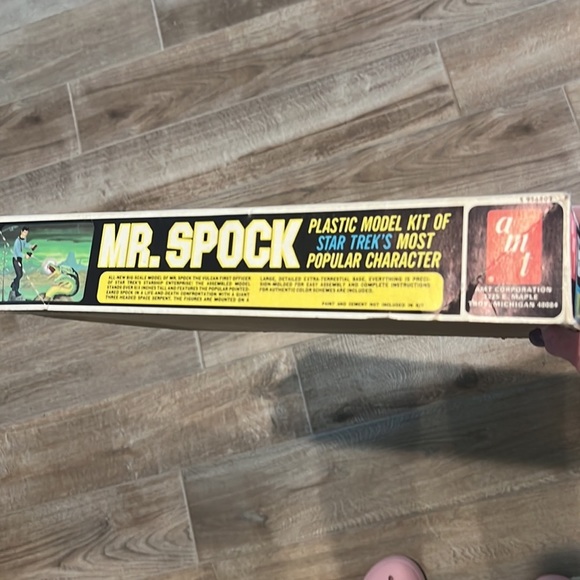 MR. SPOCK
PLASTIC MODEL KIT OF
STAR TREK'S MOST
POPULAR CHARACTER
ALL-NEW BIG-SCALE MODEL OF MR. SPOCK THE VULCAN FIRST OFFICER
OF STAR TREK'S STARSHIP ENTERPRISE! THE ASSEMBLED MODEL
STANDS OVER SIX INCHES TALL AND FEATURES THE POPULAR POINTED-
EARED SPOCK IN A LIFE AND DEATH CONFRONTATION WITH A GIANT
THREE-HEADED SPACE SERPENT. THE FIGURES ARE MOUNTED ON A
LARGE, DETAILED EXTRA-TERRESTIAL BASE. EVERYTHING IS PRECI-
SION-MOLDED FOR EASY ASSEMBLY AND COMPLETE INSTRUCTIONS
FOR AUTHENTIC COLOR SCHEMES ARE INCLUDED.
PAINT AND CEMENT NOT INCLUDED IN KIT
amt
AMT CORPORATION
1225 E. MAPLE
TROY, MICHIGAN 48084